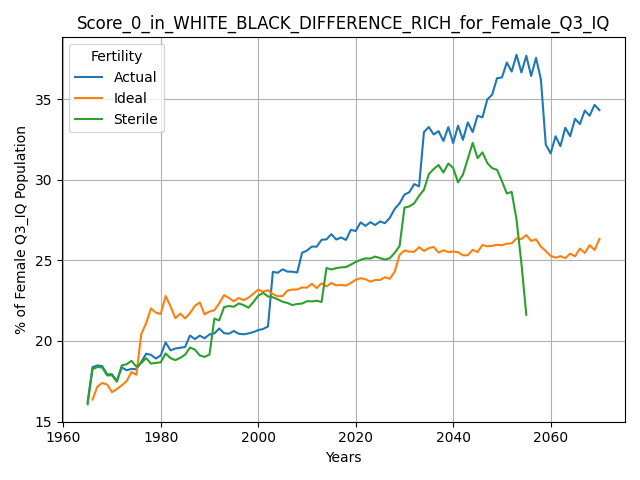 Score_0_in_WHITE_BLACK_DIFFERENCE_RICH_for_Female_Q3_IQ
Fertility
Actual
Ideal
Sterile
% of Female Q3_IQ Population
35
30
25
20
15
1960
1980
2000
2020
2040
2060
Years